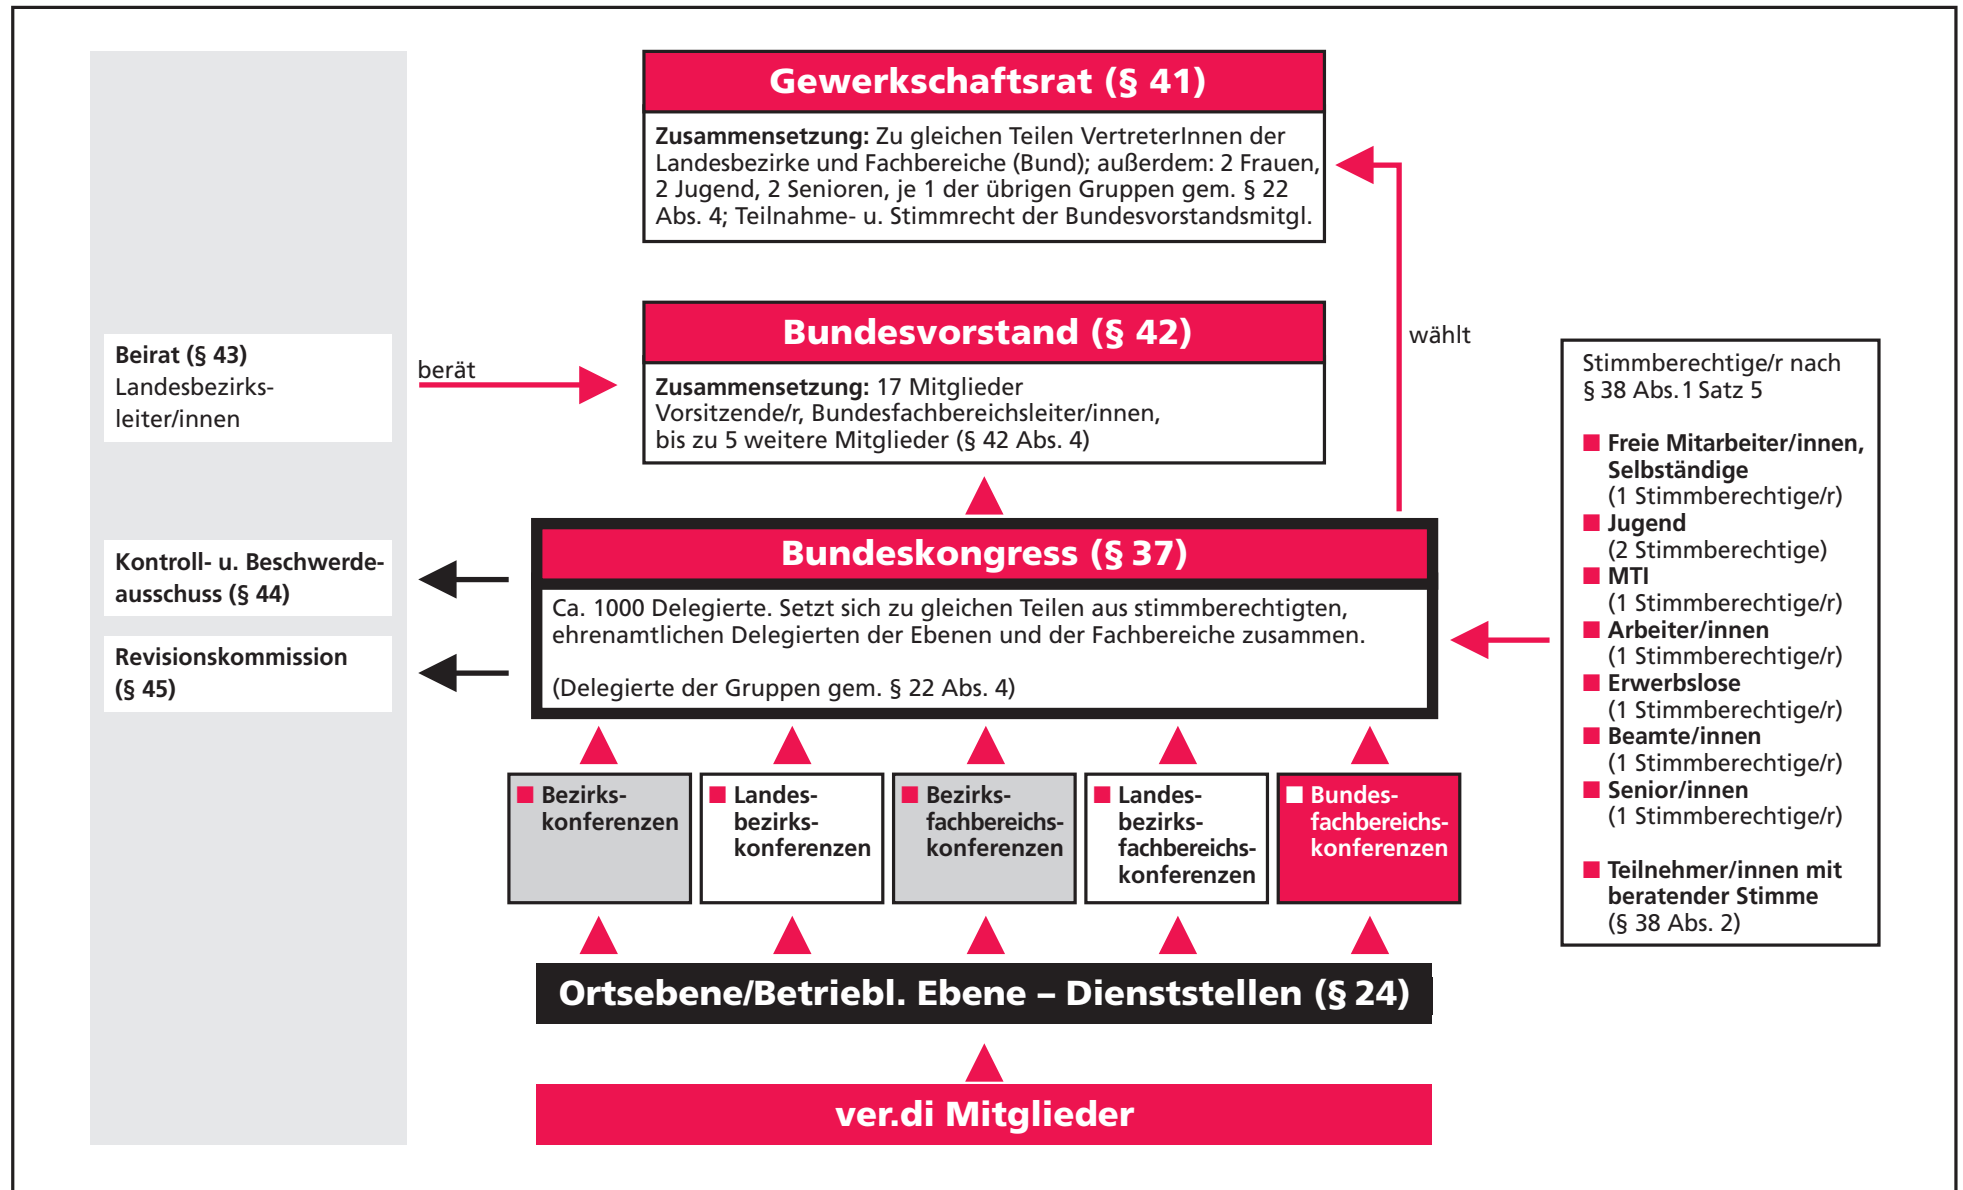 Gewerkschaftsrat (§ 41)
Zusammensetzung: Zu gleichen Teilen VertreterInnen der
Landesbezirke und Fachbereiche (Bund); außerdem: 2 Frauen,
2 Jugend, 2 Senioren, je 1 der übrigen Gruppen gem. § 22
Abs. 4; Teilnahme- u. Stimmrecht der Bundesvorstandsmitgl.
Bundesvorstand (§ 42)
Zusammensetzung: 17 Mitglieder
Vorsitzende/r, Bundesfachbereichsleiter/innen,
bis zu 5 weitere Mitglieder (§ 42 Abs. 4)
wählt
Beirat (§ 43)
Landesbezirks-
leiter/innen
berät
Kontroll- u. Beschwerde-
ausschuss (§ 44)
Revisionskommission
(§ 45)
Bundeskongress (§ 37)
Ca. 1000 Delegierte. Setzt sich zu gleichen Teilen aus stimmberechtigten,
ehrenamtlichen Delegierten der Ebenen und der Fachbereiche zusammen.
(Delegierte der Gruppen gem. § 22 Abs. 4)
Stimmberechtige/r nach
§ 38 Abs. 1 Satz 5
Freie Mitarbeiter/innen,
Selbständige
(1 Stimmberechtige/r)
Jugend
(2 Stimmberechtige)
MTI
(1 Stimmberechtige/r)
Arbeiter/innen
(1 Stimmberechtige/r)
Erwerbslose
(1 Stimmberechtige/r)
Beamte/innen
(1 Stimmberechtige/r)
Senior/innen
(1 Stimmberechtige/r)
Teilnehmer/innen mit
beratender Stimme
(§ 38 Abs. 2)
Bezirks-
konferenzen
Landes-
bezirks-
konferenzen
Bezirks-
fachbereichs-
konferenzen
Landes-
bezirks-
fachbereichs-
konferenzen
Bundes-
fachbereichs-
konferenzen
Ortsebene/Betriebl. Ebene – Dienststellen (§ 24)
ver.di Mitglieder